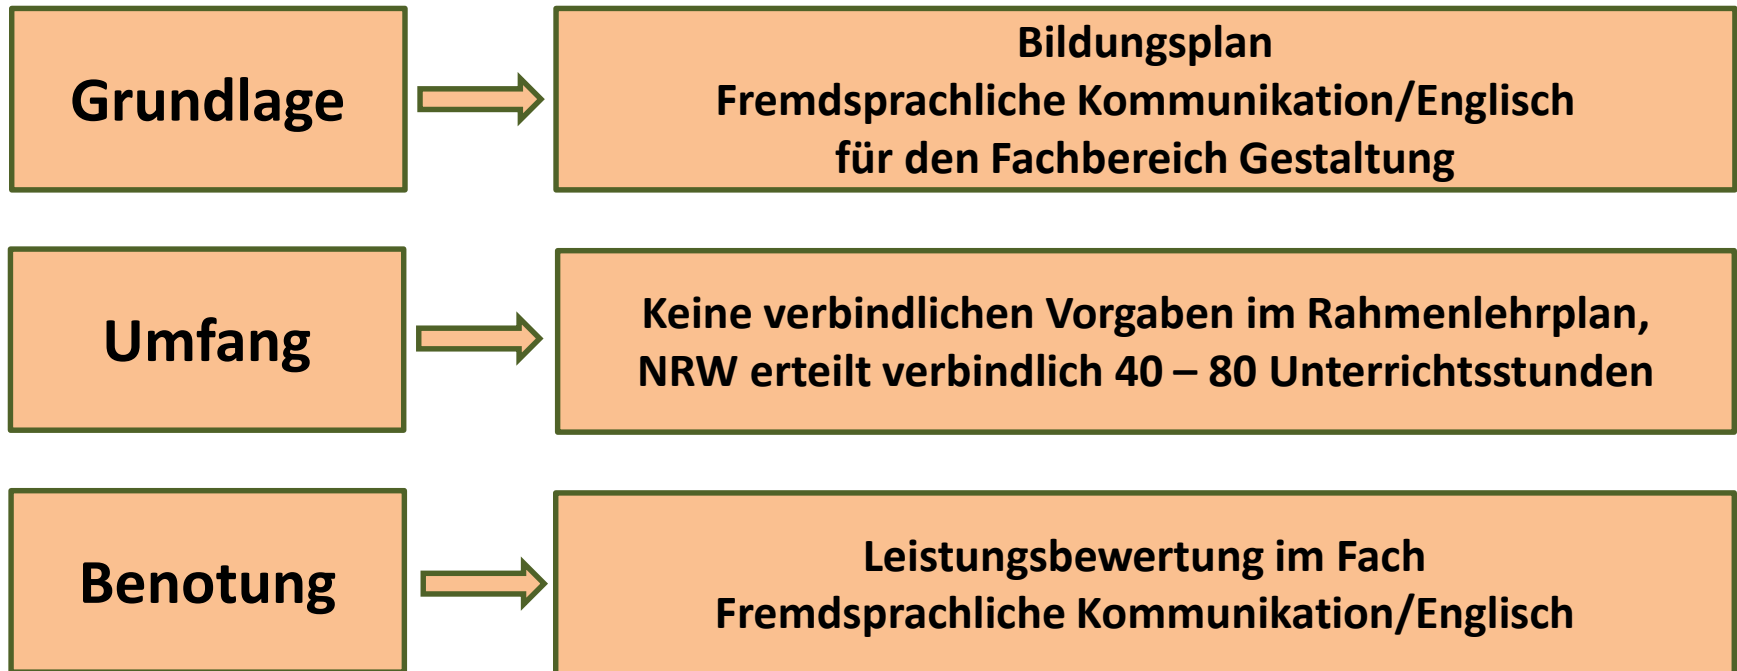 Grundlage
Bildungsplan
Fremdsprachliche Kommunikation/Englisch
für den Fachbereich Gestaltung
Umfang
Keine verbindlichen Vorgaben im Rahmenlehrplan,
NRW erteilt verbindlich 40 – 80 Unterrichtsstunden
Benotung
Leistungsbewertung im Fach
Fremdsprachliche Kommunikation/Englisch